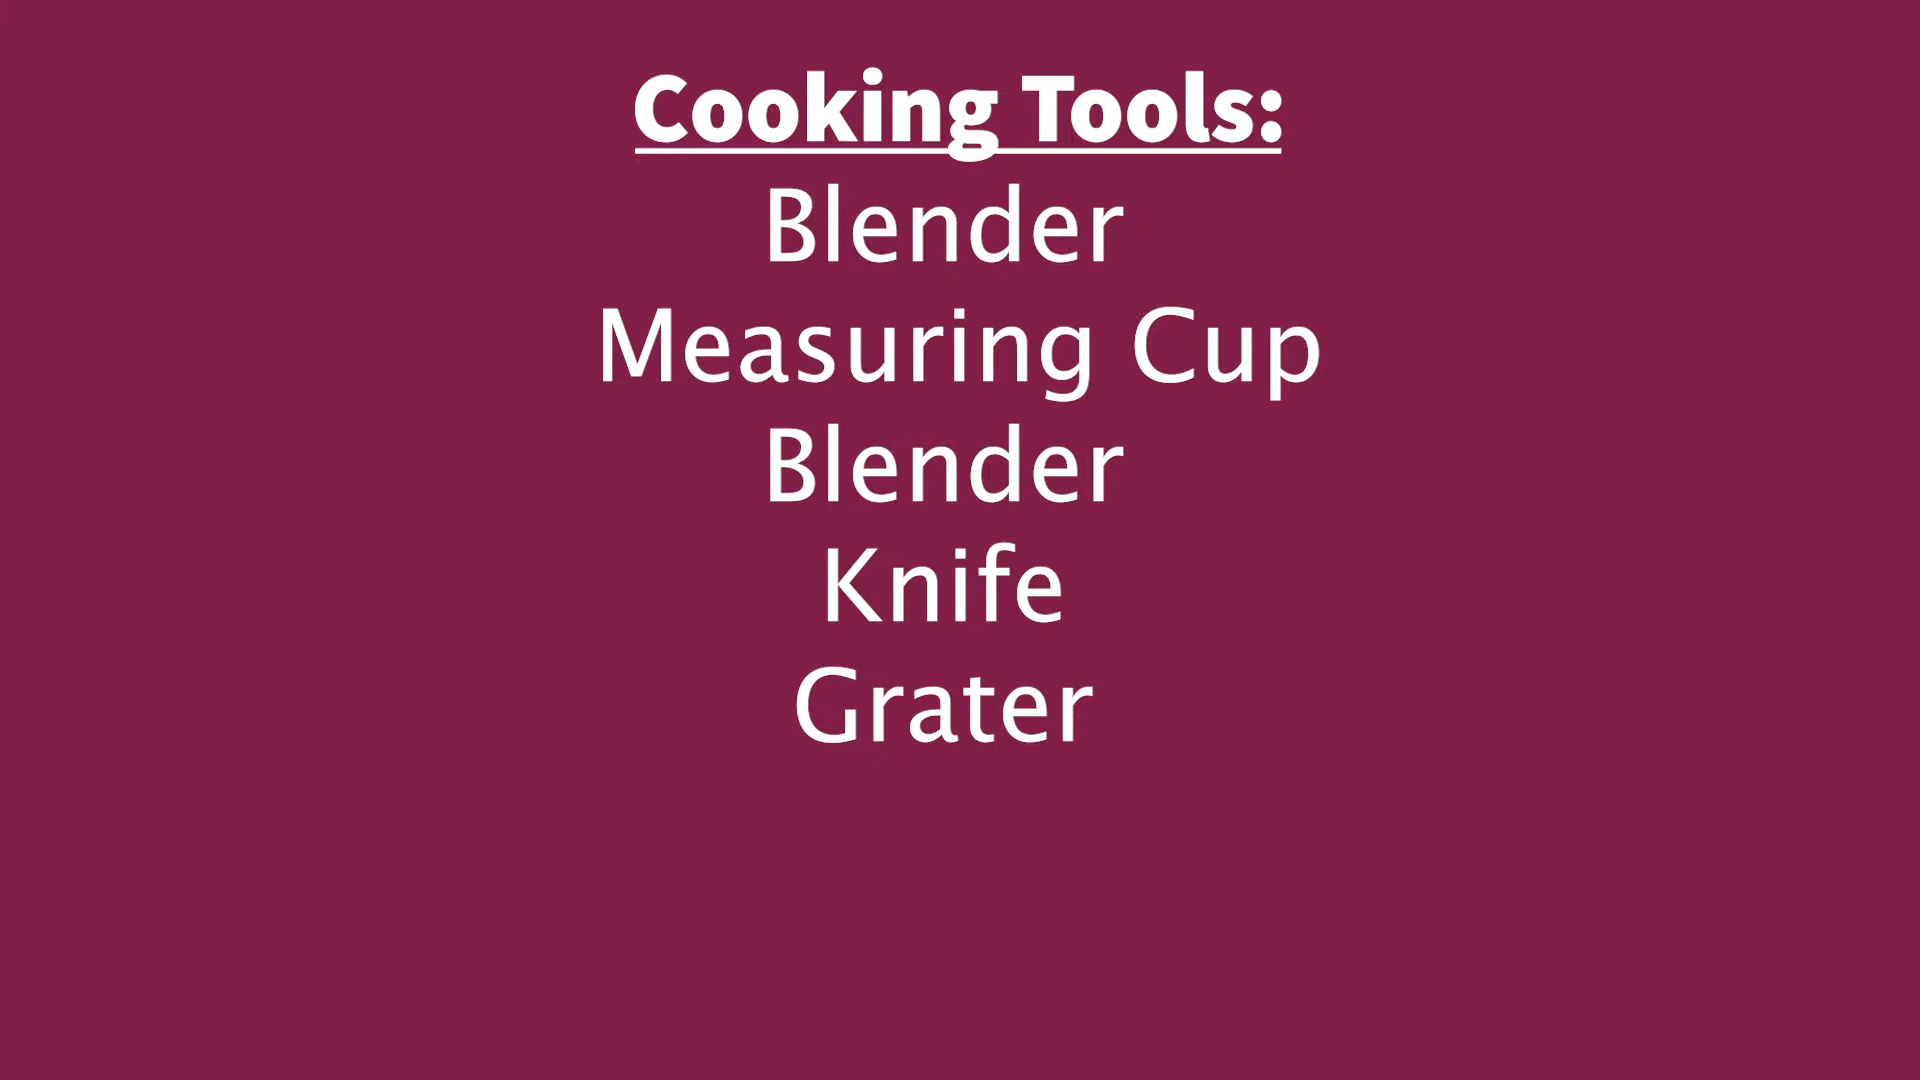 Cooking Tools:
Blender
Measuring Cup
Blender
Knife
Grater